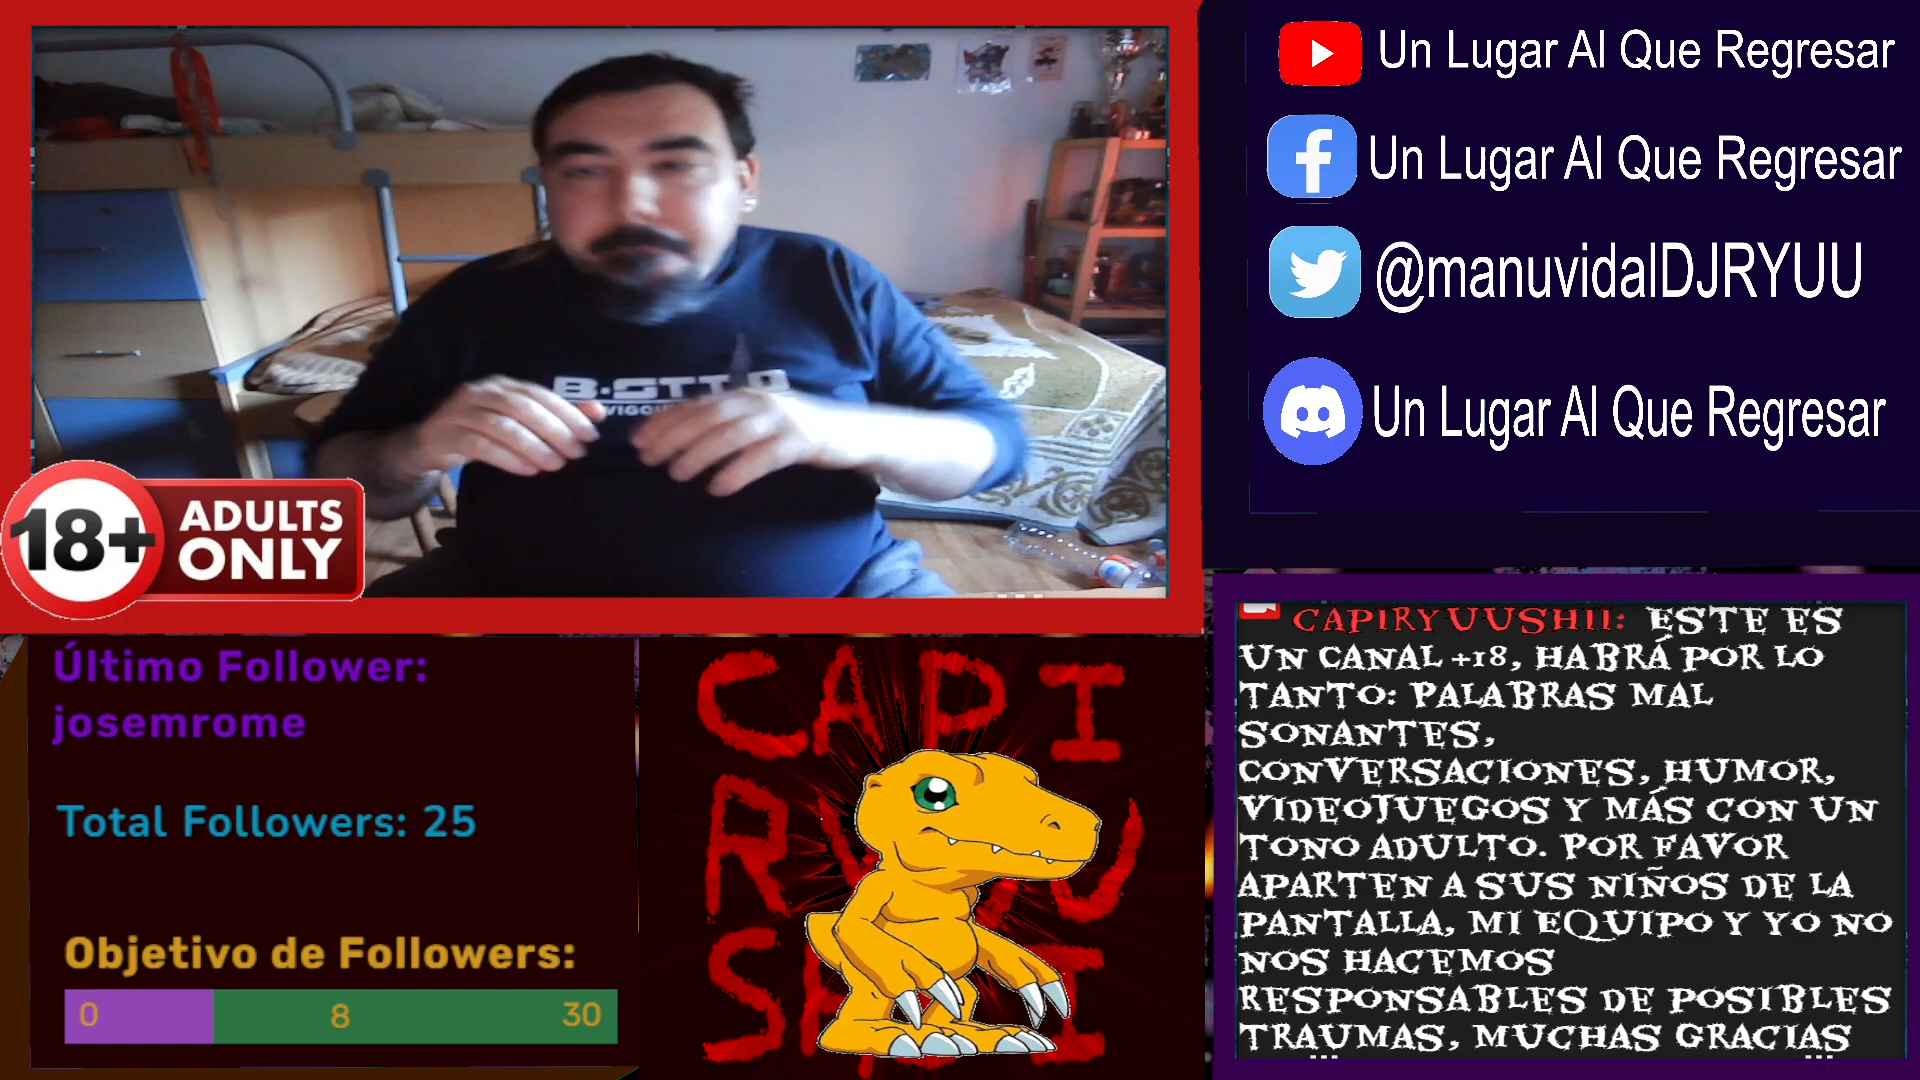 Un Lugar Al Que Regresar
Un Lugar Al Que Regresar
@manuvidalDJRYUU
Un Lugar Al Que Regresar
18+ ADULTS
ONLY
Último Follower:
josemrome
Total Followers: 25
Objetivo de Followers:
0 8 30
CAPI
SHI
CAPIRYUUSHII: ESTE ES
UN CANAL +18, HABRÁ POR LO
TANTO: PALABRAS MAL
SONANTES,
CONVERSACIONES, HUMOR,
VIDEOJUEGOS Y MÁS CON UN
TONO ADULTO. POR FAVOR
APARTEN A SUS NIÑOS DE LA
PANTALLA, MI EQUIPO Y YO NO
NOS HACEMOS
RESPONSABLES DE POSIBLES
TRAUMAS, MUCHAS GRACIAS